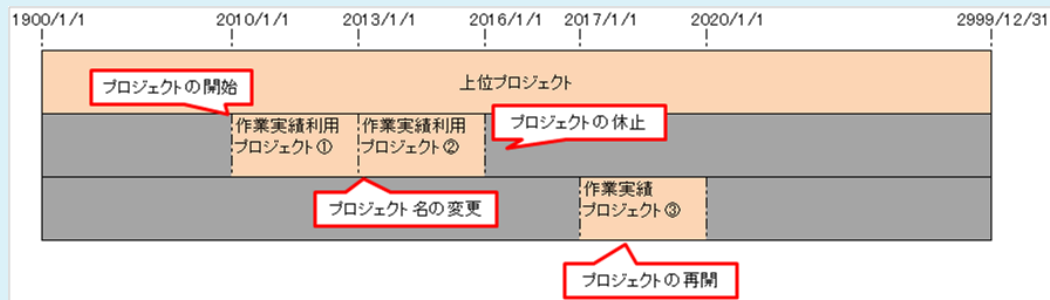 1900/1/1 2010/1/1 2013/1/1 2016/1/1 2017/1/1 2020/1/1 2999/12/31
上位プロジェクト
プロジェクトの開始
作業実績利用
プロジェクト①
作業実績利用
プロジェクト②
プロジェクトの休止
プロジェクト名の変更
作業実績
プロジェクト③
プロジェクトの再開